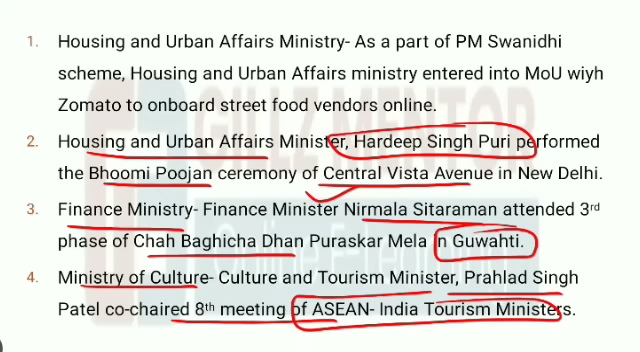 1. Housing and Urban Affairs Ministry- As a part of PM Swanidhi
scheme, Housing and Urban Affairs ministry entered into MoU wiyh
Zomato to onboard street food vendors online.
2. Housing and Urban Affairs Minister, Hardeep Singh Puri performed
the Bhoomi Poojan ceremony of Central Vista Avenue in New Delhi.
3. Finance Ministry- Finance Minister Nirmala Sitaraman attended 3rd
phase of Chah Baghicha Dhan Puraskar Mela in Guwahti.
4. Ministry of Culture- Culture and Tourism Minister, Prahlad Singh
Patel co-chaired 8th meeting of ASEAN- India Tourism Ministers.